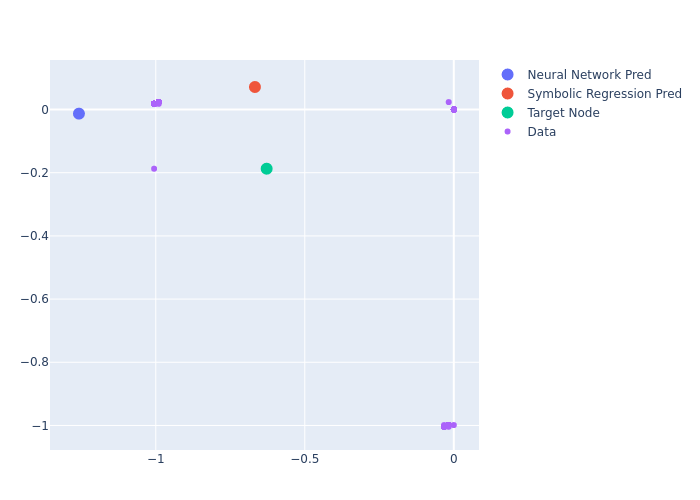 Neural Network Pred
Symbolic Regression Pred
Target Node
Data
0
−0.2
−0.4
−0.6
−0.8
−1
−1
−0.5
0